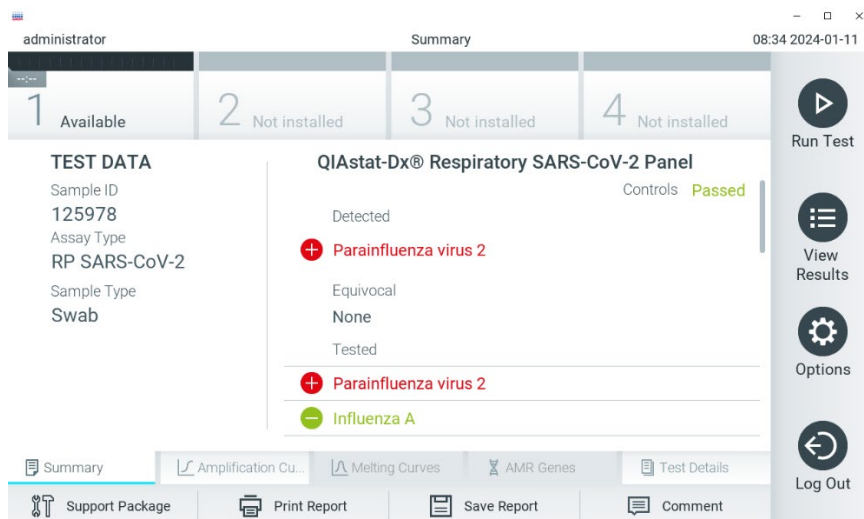 administrator
Summary
08:34 2024-01-11
--:--
1 Available
2 Not installed
3 Not installed
4 Not installed
Run Test
View Results
Options
Log Out
TEST DATA
Sample ID
125978
Assay Type
RP SARS-CoV-2
Sample Type
Swab
QIAstat-Dx® Respiratory SARS-CoV-2 Panel
Controls Passed
Detected
Parainfluenza virus 2
Equivocal
None
Tested
Parainfluenza virus 2
Influenza A
Summary
Amplification Cu...
Melting Curves
AMR Genes
Test Details
Support Package
Print Report
Save Report
Comment